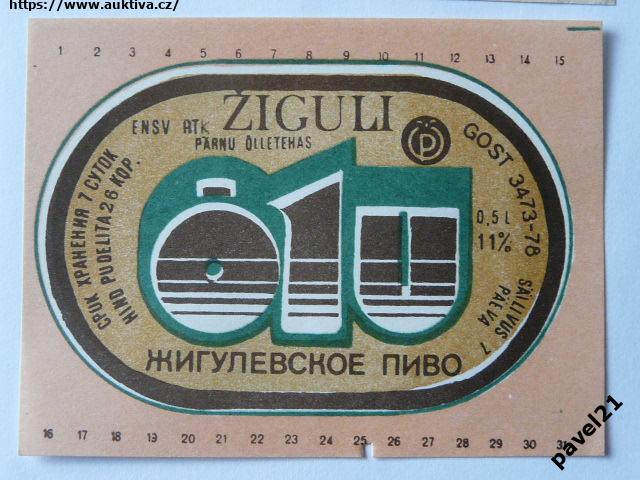 https://www.auktiva.cz/
1 2 3 4 5 6 7 8 9 10 11 12 13 14 15
ŽIGULI
ENSV RTK
PÄRNU ÕLLETEHAS
P
GOST 3473-78
СРОК ХРАНЕНИЯ 7 СУТОК
HIND PUDELITA 26 KOP.
õlu
0,5 L
11%
SÄILIVUS 7
PÄEVA
ЖИГУЛЕВСКОЕ ПИВО
16 17 18 19 20 21 22 23 24 25 26 27 28 29 30 31
pavel21